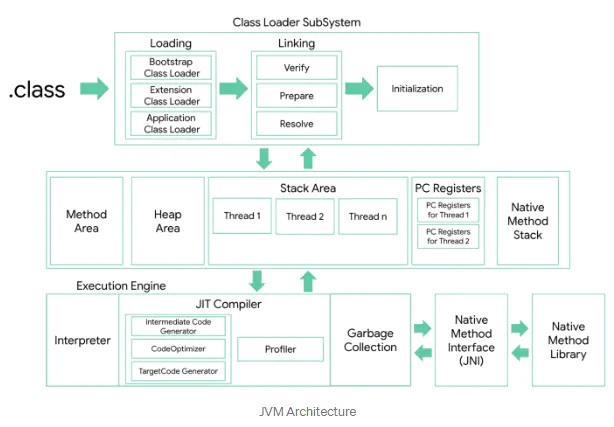 Class Loader SubSystem
Loading
Linking
Bootstrap
Class Loader
Extension
Class Loader
Application
Class Loader
Verify
Prepare
Resolve
Initialization
.class
Method
Area
Heap
Area
Stack Area
Thread 1
Thread 2
Thread n
PC Registers
PC Registers
for Thread 1
PC Registers
for Thread 2
Native
Method
Stack
Execution Engine
Interpreter
JIT Compiler
Intermediate Code
Generator
CodeOptimizer
TargetCode Generator
Profiler
Garbage
Collection
Native
Method
Interface
(JNI)
Native
Method
Library
JVM Architecture